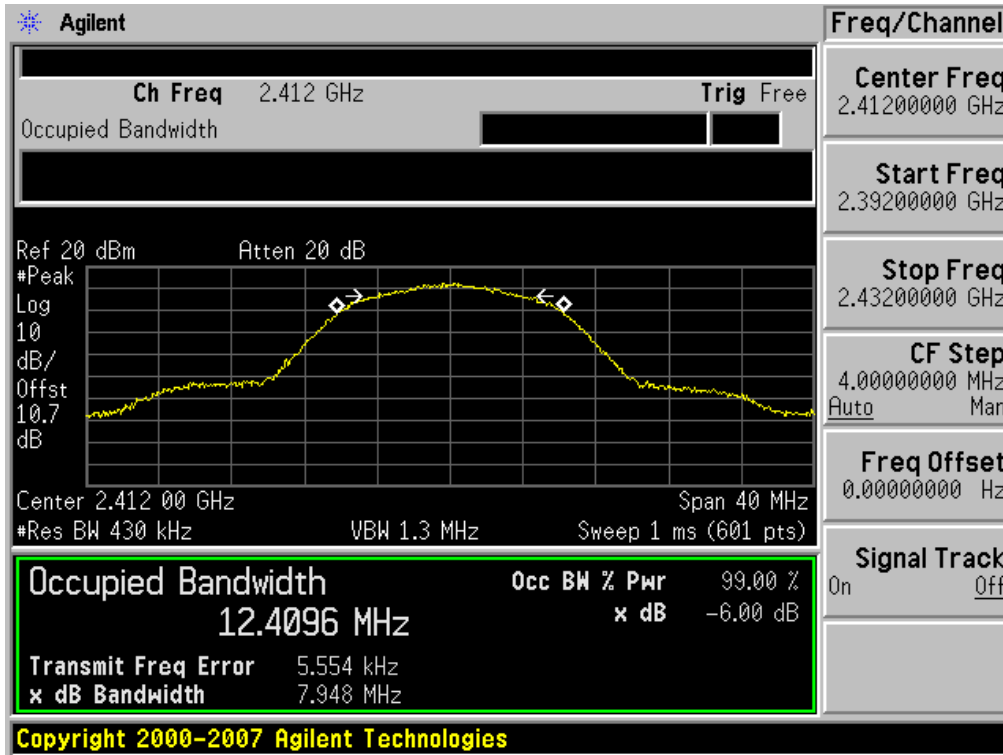 Agilent
Freq/Channel
Ch Freq 2.412 GHz Trig Free
Occupied Bandwidth
Center Freq
2.41200000 GHz
Start Freq
2.39200000 GHz
Stop Freq
2.43200000 GHz
CF Step
4.00000000 MHz
Auto Man
Freq Offset
0.00000000 Hz
Signal Track
On Off
Ref 20 dBm Atten 20 dB
#Peak
Log
10
dB/
Offst
10.7
dB
Center 2.412 00 GHz Span 40 MHz
#Res BW 430 kHz VBW 1.3 MHz Sweep 1 ms (601 pts)
Occupied Bandwidth Occ BW % Pwr 99.00 %
12.4096 MHz x dB -6.00 dB
Transmit Freq Error 5.554 kHz
x dB Bandwidth 7.948 MHz
Copyright 2000-2007 Agilent Technologies